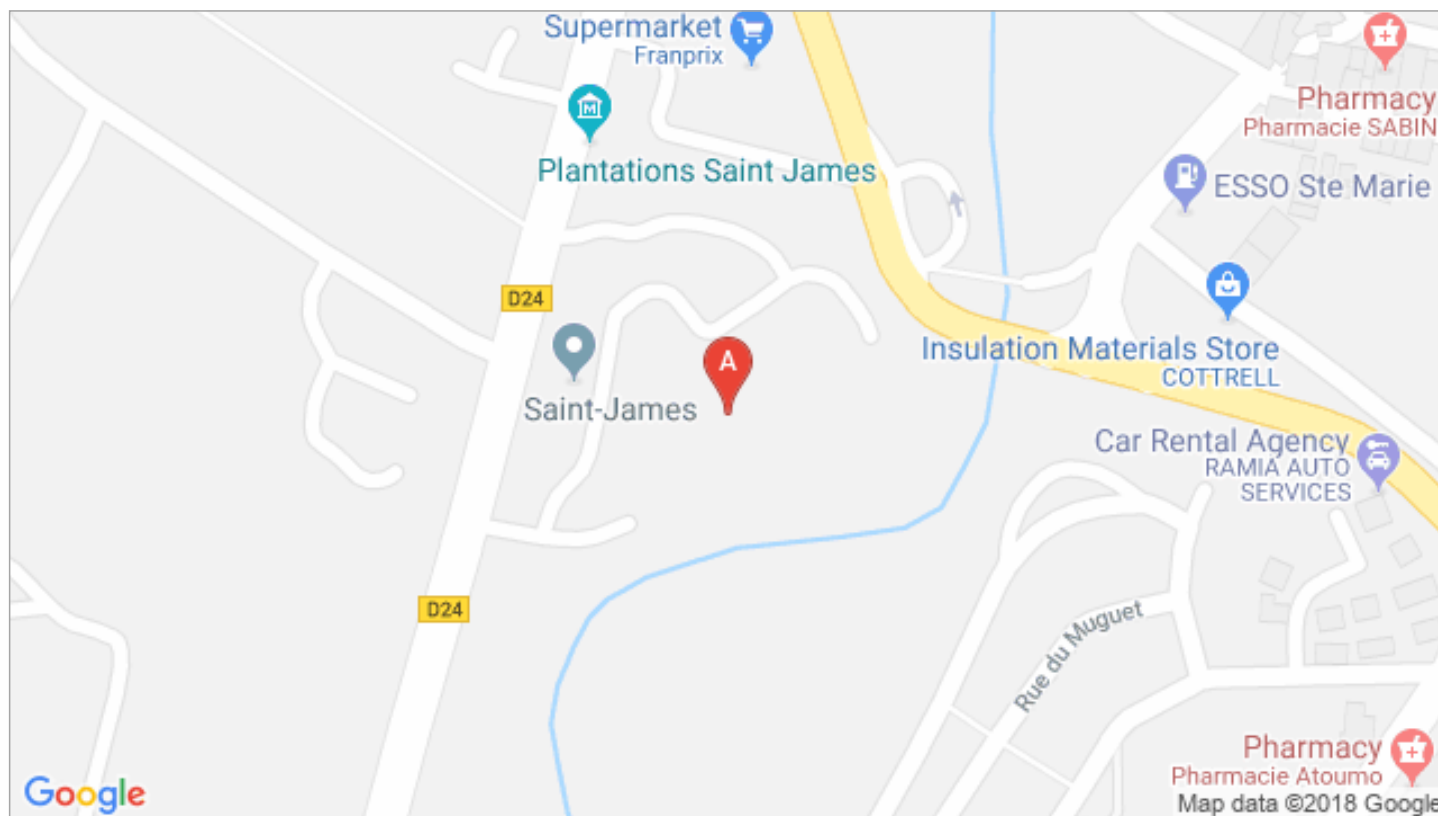 Supermarket
Franprix
Pharmacy
Pharmacie SABIN
Plantations Saint James
ESSO Ste Marie
D24
Insulation Materials Store
COTTRELL
A
Saint-James
Car Rental Agency
RAMIA AUTO
SERVICES
D24
Rue du Muguet
Pharmacy
Pharmacie Atoumo
Google
Map data ©2018 Google